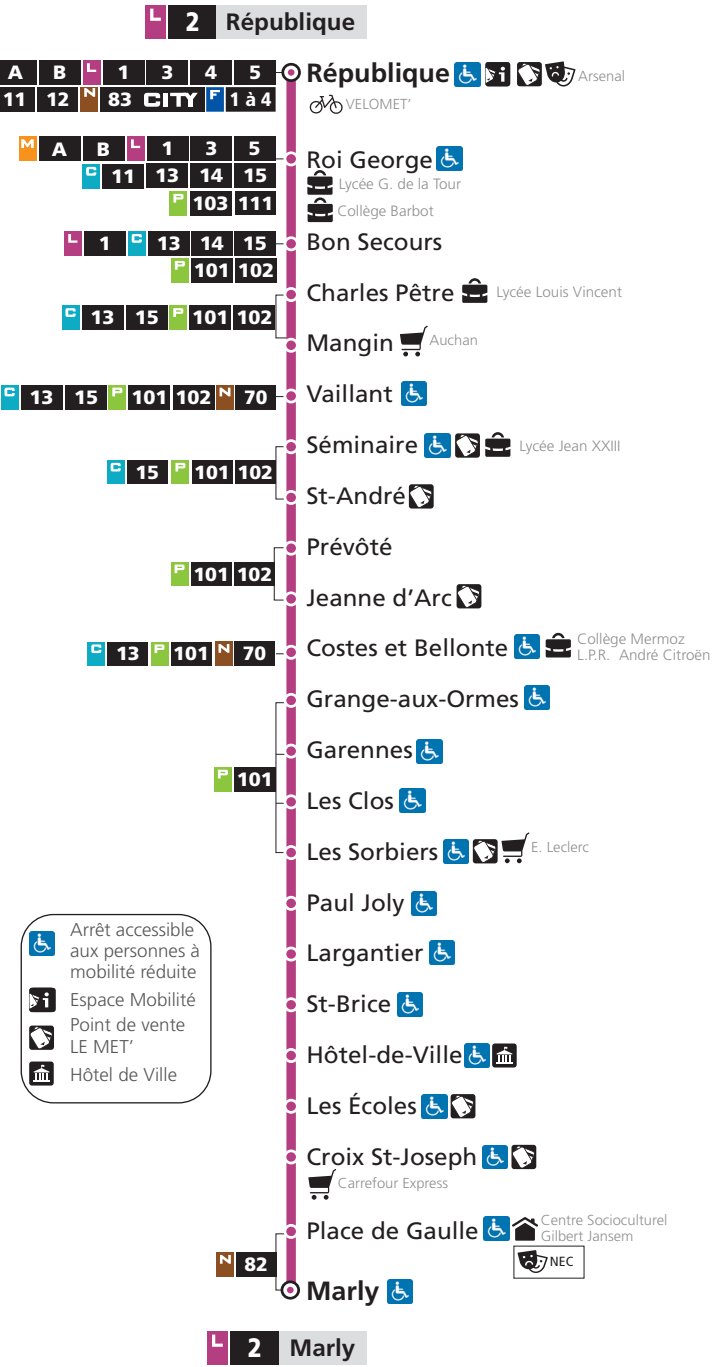 L 2 République
A B L 1 3 4 5 République i Arsenal
11 12 N 83 CITY F 1 à 4 VELOMET'
M A B L 1 3 5 Roi George
C 11 13 14 15 Lycée G. de la Tour
P 103 111 Collège Barbot
L 1 C 13 14 15 Bon Secours
P 101 102
Charles Pêtre Lycée Louis Vincent
C 13 15 P 101 102
Mangin Auchan
C 13 15 P 101 102 N 70 Vaillant
Séminaire Lycée Jean XXIII
C 15 P 101 102
St-André
Prévôté
P 101 102
Jeanne d'Arc
Costes et Bellonte Collège Mermoz
C 13 P 101 N 70 L.P.R. André Citroën
Grange-aux-Ormes
Garennes
P 101
Les Clos
Les Sorbiers E. Leclerc
Paul Joly
Largantier
St-Brice
Hôtel-de-Ville
Les Écoles
Croix St-Joseph
Carrefour Express
Place de Gaulle Centre Socioculturel
Gilbert Jansem
NEC
N 82
Marly
Arrêt accessible
aux personnes à
mobilité réduite
i Espace Mobilité
Point de vente
LE MET'
Hôtel de Ville
L 2 Marly